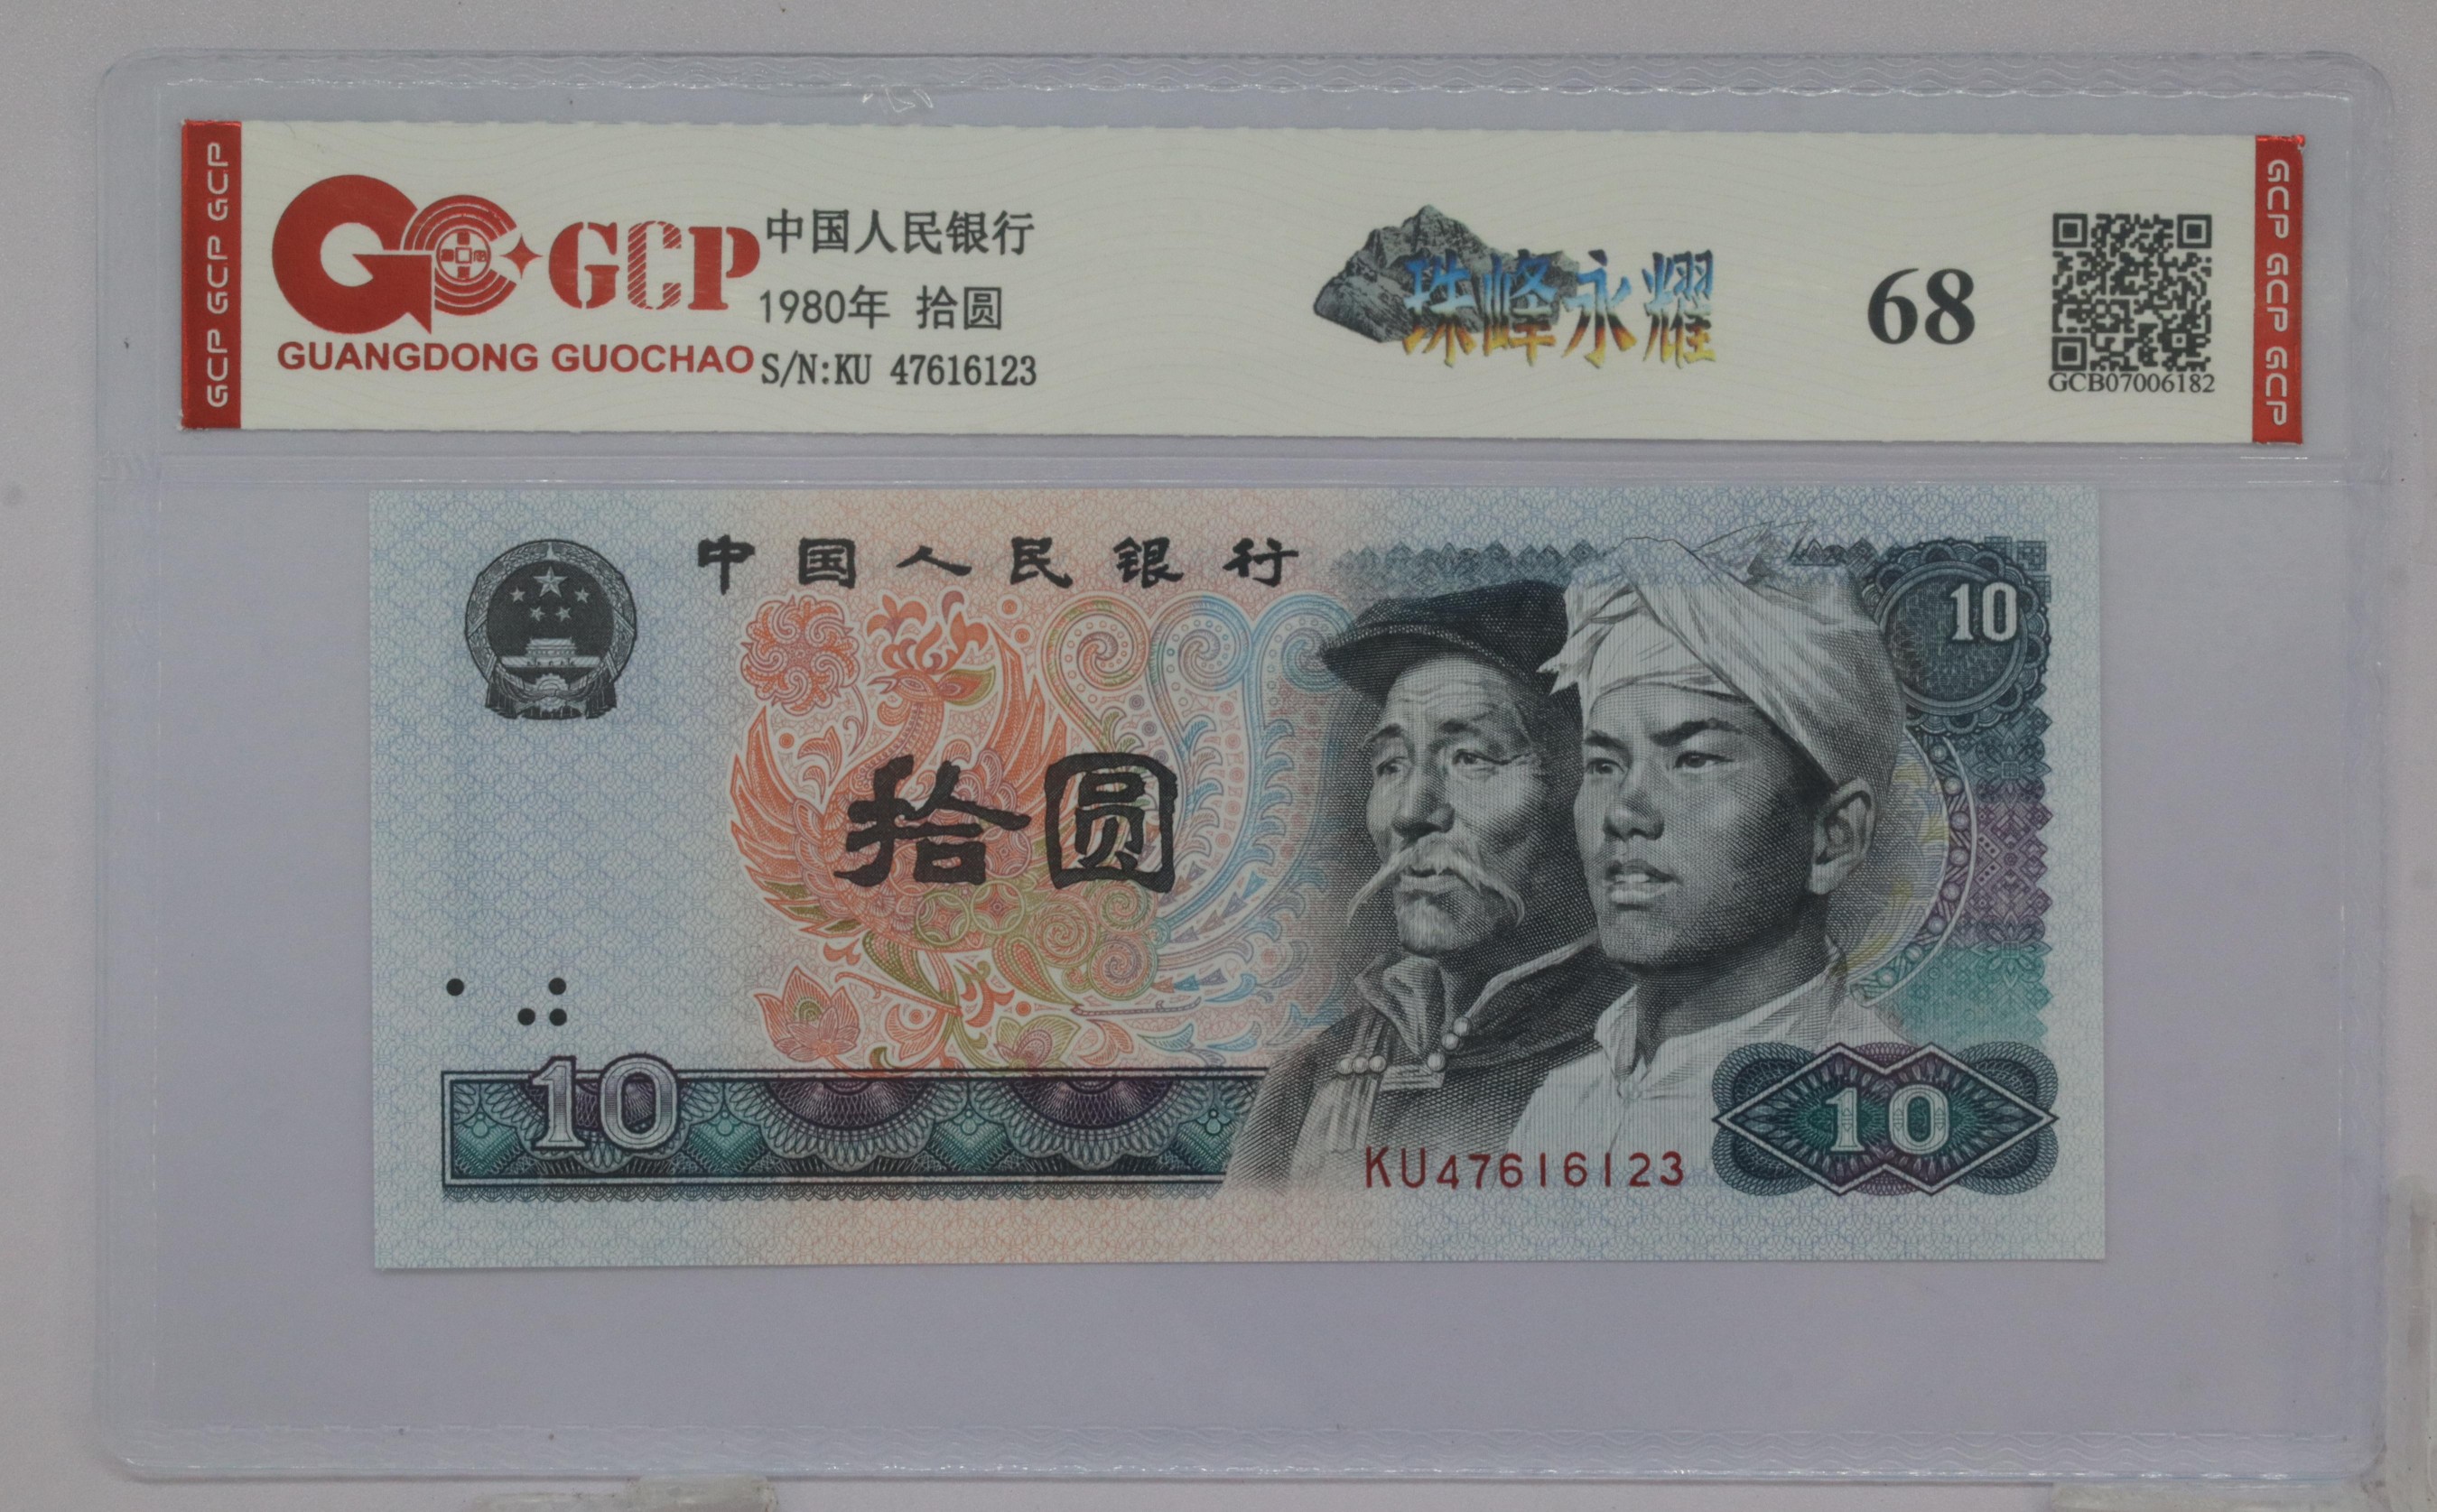 GCP GCP GCP
GCP
GUANGDONG GUOCHAO
中国人民银行
1980年 拾圆
S/N:KU 47616123
珠峰永耀
68
GCB07006182
GCP GCP GCP
中国人民银行
10
拾圆
10
KU47616123
10